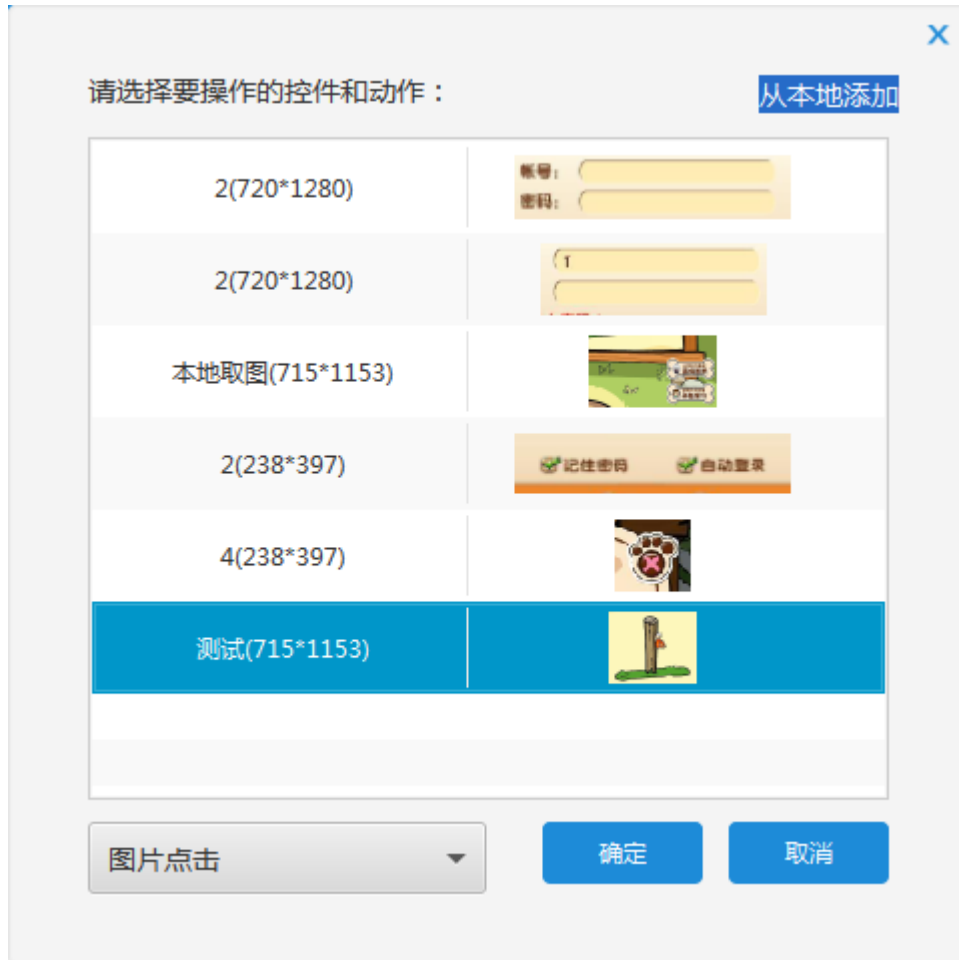 请选择要操作的控件和动作：
从本地添加
2(720*1280)
帐号：
密码：
2(720*1280)
本地取图(715*1153)
2(238*397)
记住密码 自动登录
4(238*397)
测试(715*1153)
图片点击
确定
取消